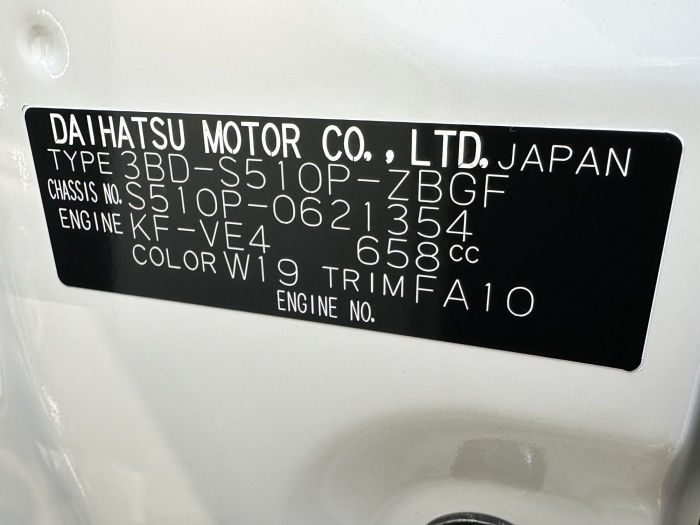 DAIHATSU MOTOR CO., LTD. JAPAN
TYPE 3BD-S510P-ZBGF
CHASSIS NO. S510P-0621354
ENGINE KF-VE4 658cc
COLOR W19 TRIM FA10
ENGINE NO.